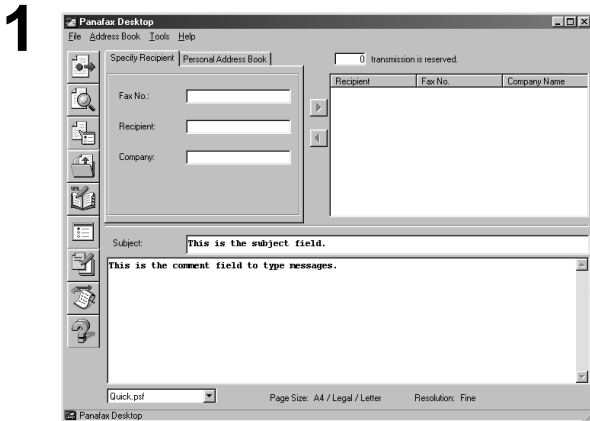 1
Panafax Desktop
File Address Book Tools Help
Specify Recipient Personal Address Book
0 transmission is reserved.
Recipient Fax No. Company Name
Fax No.:
Recipient:
Company:
Subject: This is the subject field.
This is the comment field to type messages.
Quick.psf Page Size: A4 / Legal / Letter Resolution: Fine
Panafax Desktop